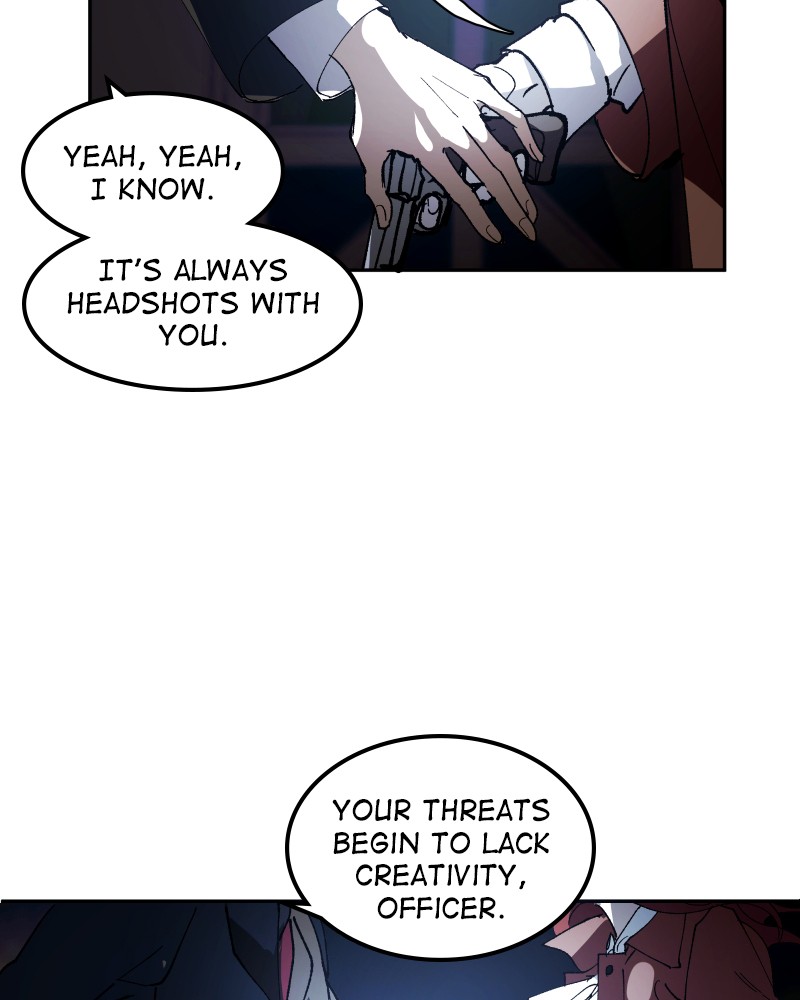 YEAH, YEAH,
I KNOW.
IT'S ALWAYS
HEADSHOTS WITH
YOU.
YOUR THREATS
BEGIN TO LACK
CREATIVITY,
OFFICER.